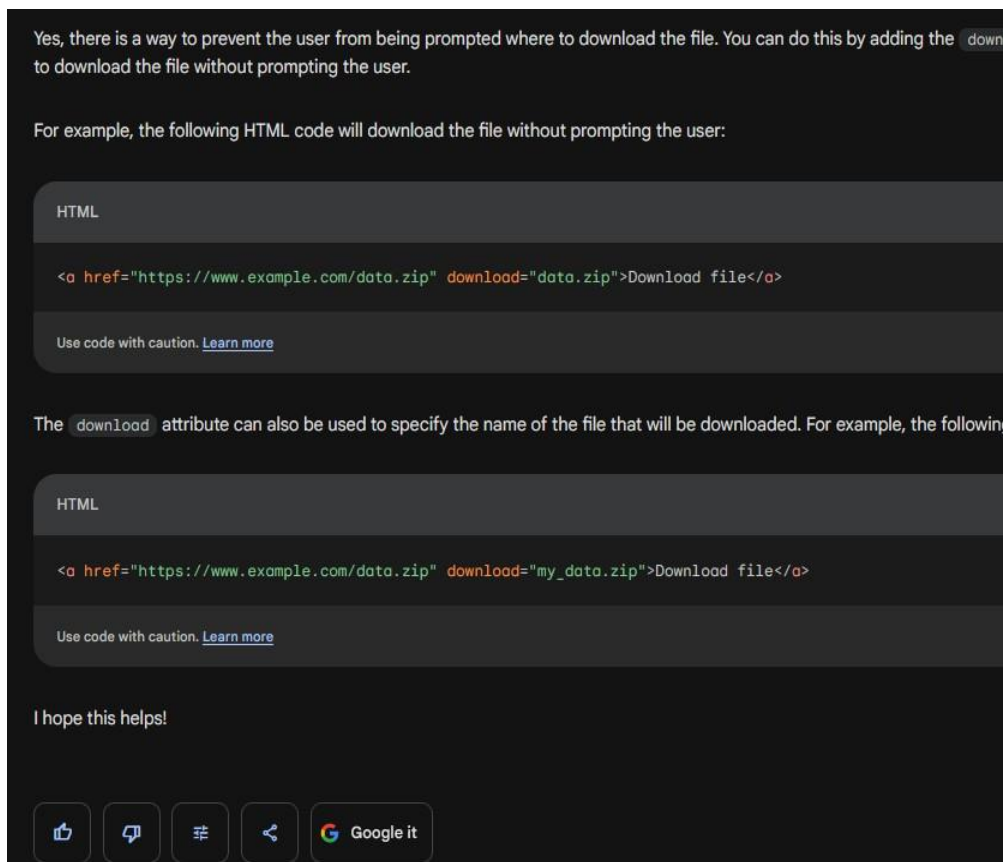 Yes, there is a way to prevent the user from being prompted where to download the file. You can do this by adding the down
to download the file without prompting the user.
For example, the following HTML code will download the file without prompting the user:
HTML
<a href="https://www.example.com/data.zip" download="data.zip">Download file</a>
Use code with caution. Learn more
The download attribute can also be used to specify the name of the file that will be downloaded. For example, the following
HTML
<a href="https://www.example.com/data.zip" download="my_data.zip">Download file</a>
Use code with caution. Learn more
I hope this helps!
Google it